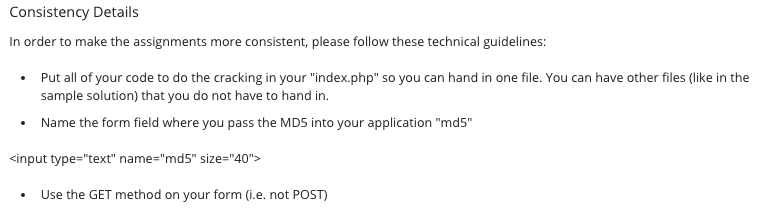 Consistency Details
In order to make the assignments more consistent, please follow these technical guidelines:
• Put all of your code to do the cracking in your "index.php" so you can hand in one file. You can have other files (like in the
sample solution) that you do not have to hand in.
• Name the form field where you pass the MD5 into your application "md5"
<input type="text" name="md5" size="40">
• Use the GET method on your form (i.e. not POST)